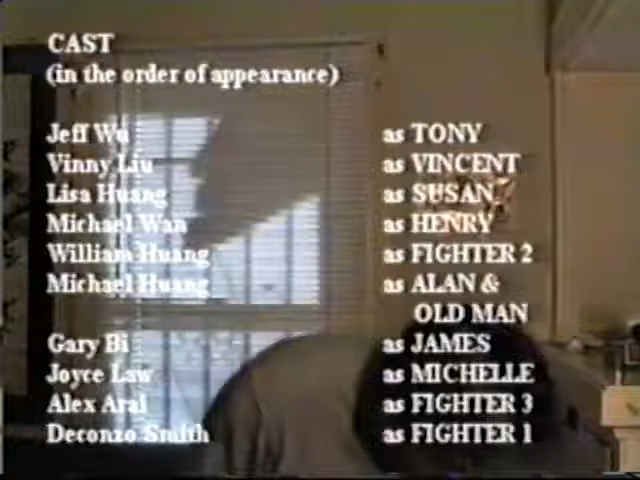 CAST
(in the order of appearance)
Jeff Wu as TONY
Vinny Liu as VINCENT
Lisa Huang as SUSAN
Michael Wan as HENRY
William Huang as FIGHTER 2
Michael Huang as ALAN &
OLD MAN
Gary Bi as JAMES
Joyce Law as MICHELLE
Alex Arai as FIGHTER 3
Deconzo Smith as FIGHTER 1